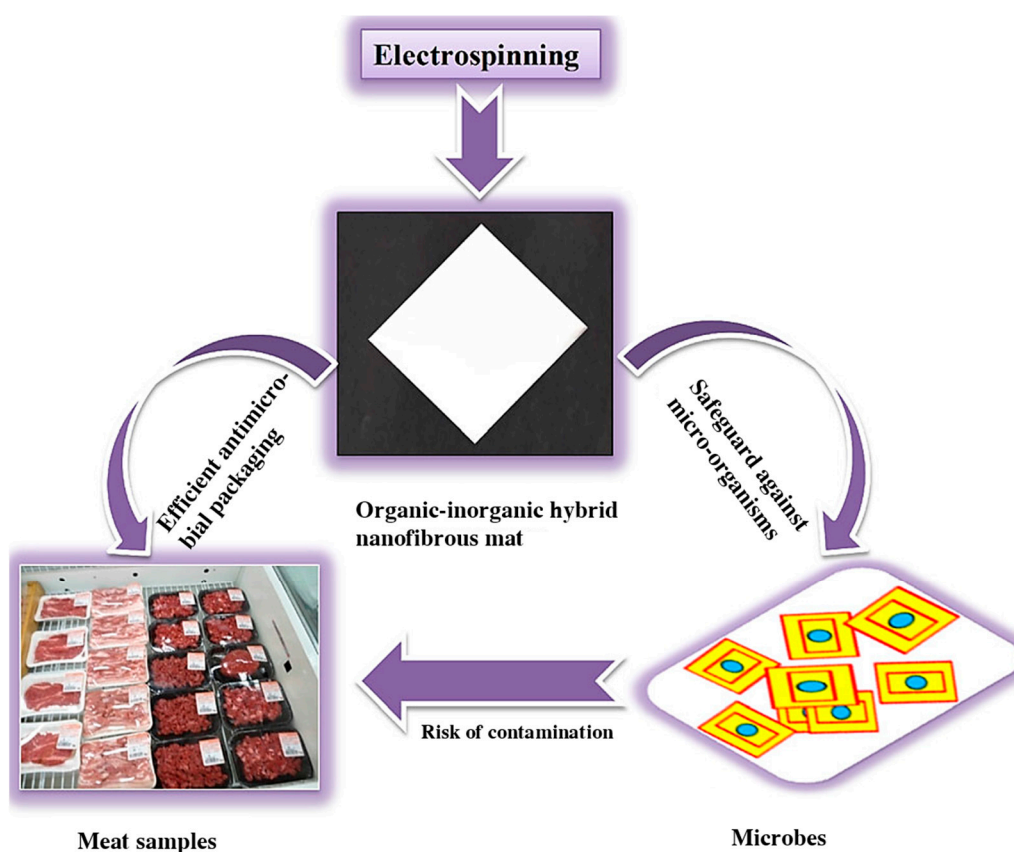 Electrospinning
Efficient antimicro-
bial packaging
Safeguard against
micro-organisms
Organic-inorganic hybrid
nanofibrous mat
Risk of contamination
Meat samples
Microbes